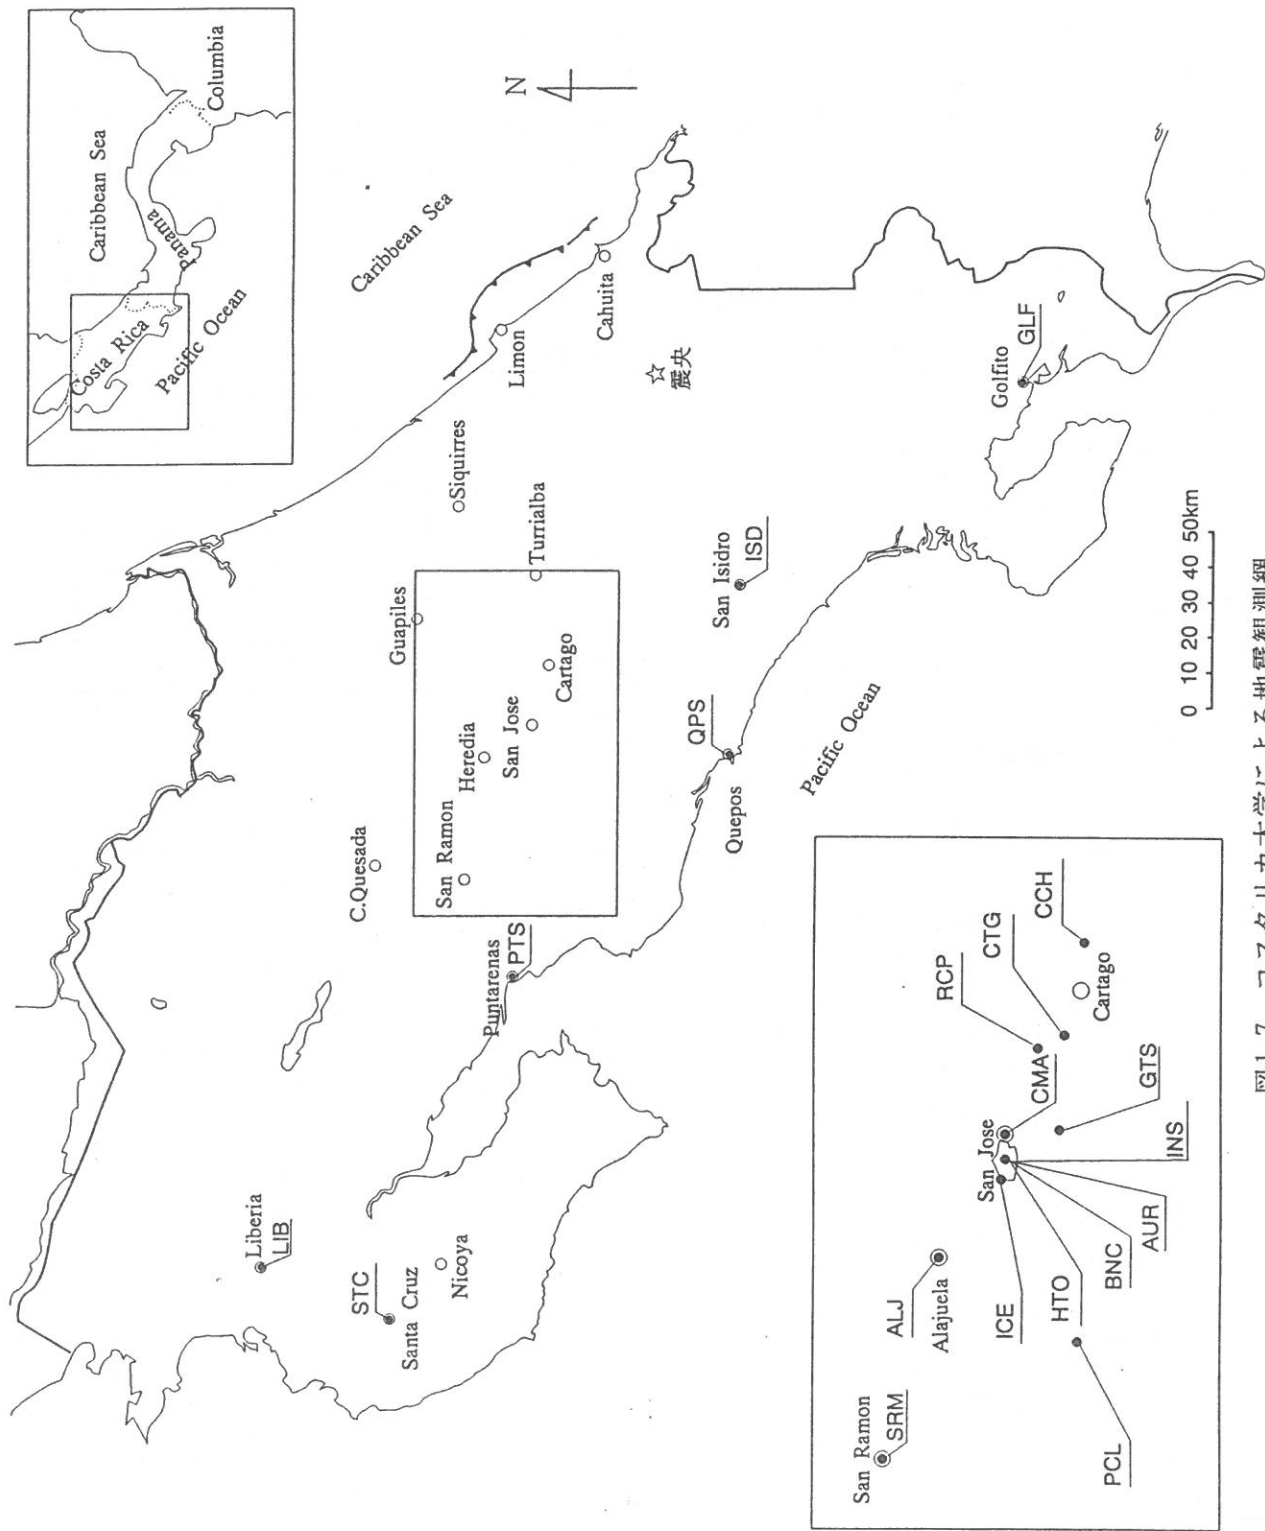 Caribbean Sea
Costa Rica
Panama
Columbia
Pacific Ocean
N
Caribbean Sea
Limon
Cahuita
震央
Siquirres
Guapiles
Turrialba
Cartago
San Jose
Heredia
San Ramon
C.Quesada
Puntarenas
PTS
Liberia
LIB
STC
Santa Cruz
Nicoya
QPS
Quepos
San Isidro
ISD
Golfito
GLF
Pacific Ocean
0 10 20 30 40 50km
San Ramon
SRM
ALJ
Alajuela
San Jose
CMA
RCP
CTG
CCH
Cartago
ICE
HTO
BNC
AUR
INS
GTS
PCL
図1.7 コスタリカ大学による地震観測網